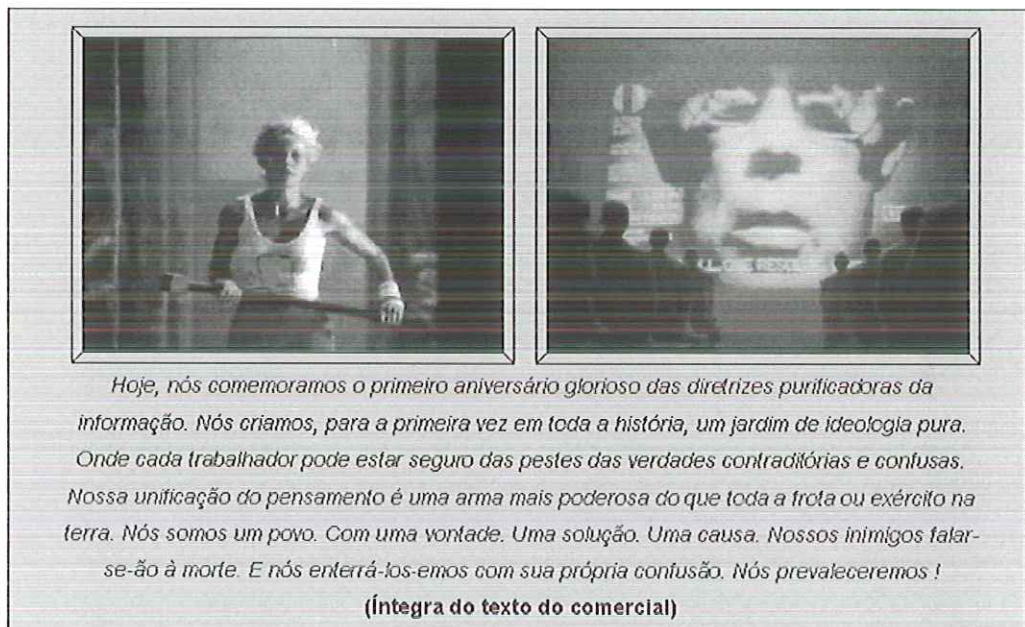 Hoje, nós comemoramos o primeiro aniversário glorioso das diretrizes purificadoras da
informação. Nós criamos, para a primeira vez em toda a história, um jardim de ideologia pura.
Onde cada trabalhador pode estar seguro das pestes das verdades contraditórias e confusas.
Nossa unificação do pensamento é uma arma mais poderosa do que toda a frota ou exército na
terra. Nós somos um povo. Com uma vontade. Uma solução. Uma causa. Nossos inimigos falar-
se-ão à morte. E nós enterrá-los-emos com sua própria confusão. Nós prevaleceremos !
(Íntegra do texto do comercial)